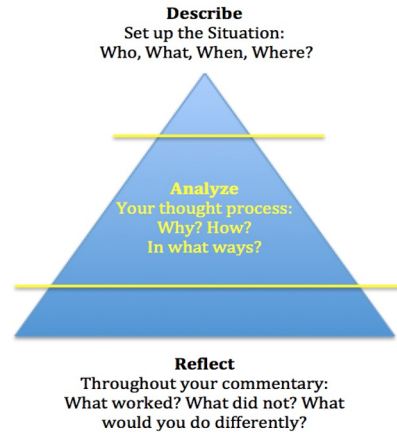 Describe
Set up the Situation:
Who, What, When, Where?
Analyze
Your thought process:
Why? How?
In what ways?
Reflect
Throughout your commentary:
What worked? What did not? What
would you do differently?